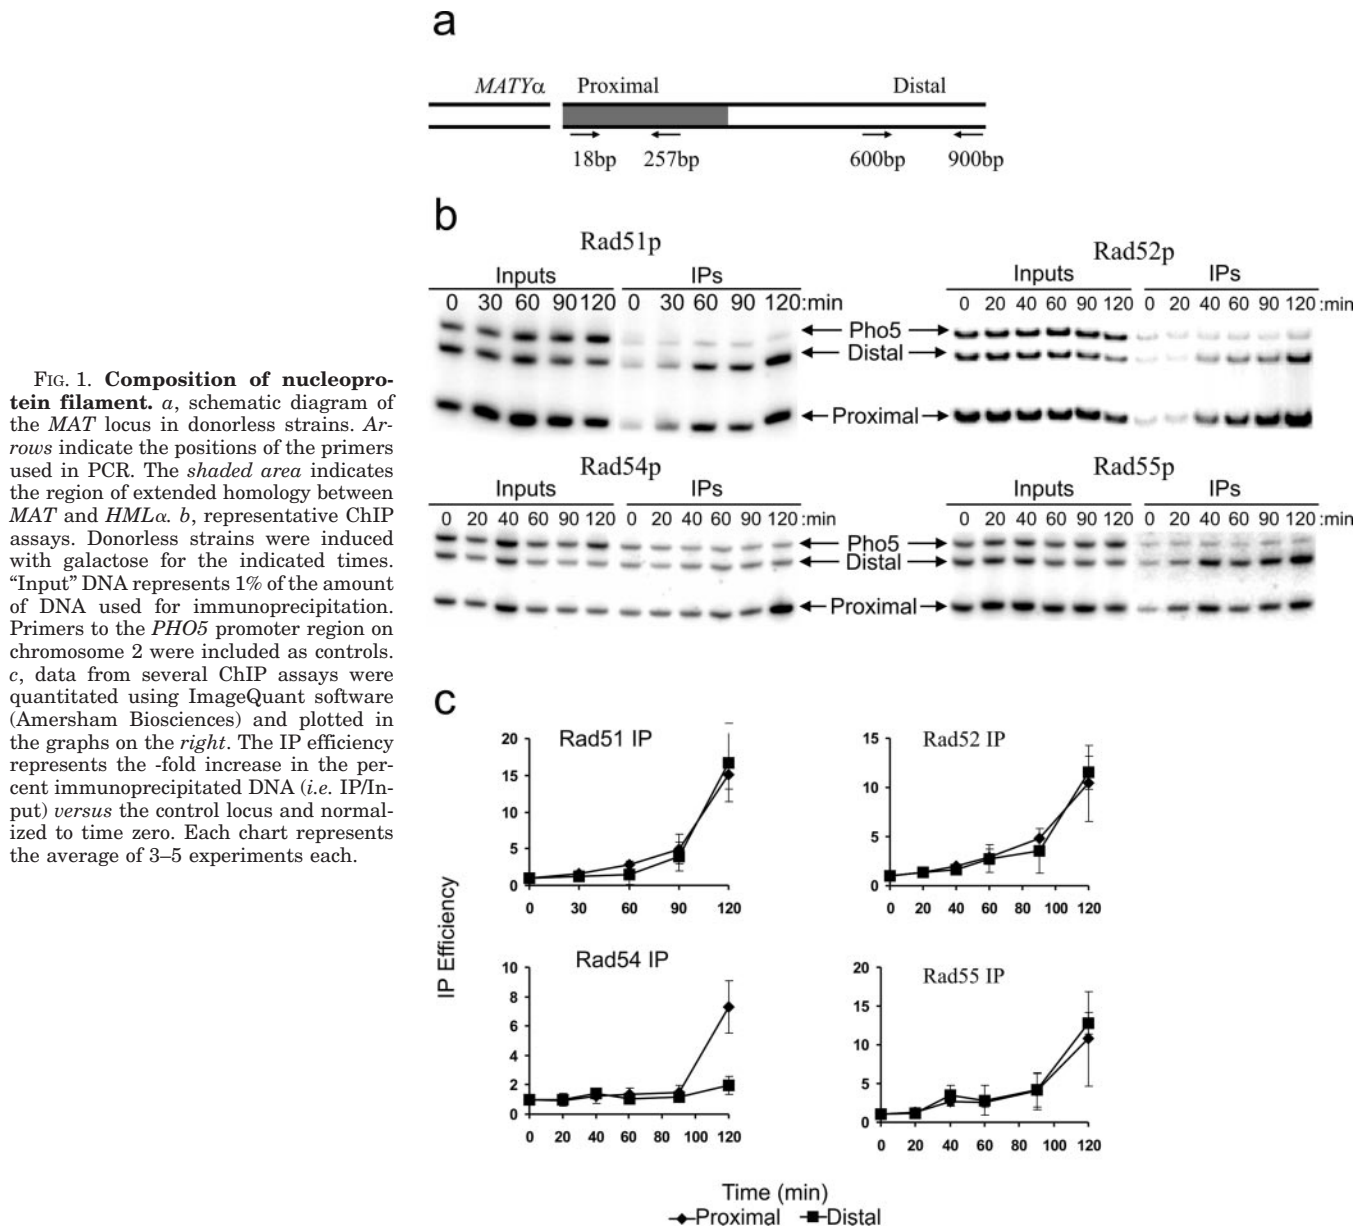 a
MATYα Proximal Distal
18bp 257bp 600bp 900bp
b
Rad51p
Inputs IPs
0 30 60 90 120 0 30 60 90 120:min
Rad52p
Inputs IPs
0 20 40 60 90 120 0 20 40 60 90 120 :min
Pho5
Distal
Proximal
Rad54p
Inputs IPs
0 20 40 60 90 120 0 20 40 60 90 120 :min
Rad55p
Inputs IPs
0 20 40 60 90 120 0 20 40 60 90 120 :min
Pho5
Distal
Proximal
FIG. 1. Composition of nucleopro-
tein filament. a, schematic diagram of
the MAT locus in donorless strains. Ar-
rows indicate the positions of the primers
used in PCR. The shaded area indicates
the region of extended homology between
MAT and HMLα. b, representative ChIP
assays. Donorless strains were induced
with galactose for the indicated times.
“Input” DNA represents 1% of the amount
of DNA used for immunoprecipitation.
Primers to the PHO5 promoter region on
chromosome 2 were included as controls.
c, data from several ChIP assays were
quantitated using ImageQuant software
(Amersham Biosciences) and plotted in
the graphs on the right. The IP efficiency
represents the -fold increase in the per-
cent immunoprecipitated DNA (i.e. IP/In-
put) versus the control locus and normal-
ized to time zero. Each chart represents
the average of 3–5 experiments each.
c
IP Efficiency
Rad51 IP
20
15
10
5
0
0 30 60 90 120
Rad52 IP
15
10
5
0
0 20 40 60 80 100 120
Rad54 IP
10
8
6
4
2
0
0 20 40 60 80 100 120
Rad55 IP
20
15
10
5
0
0 20 40 60 80 100 120
Time (min)
Proximal Distal